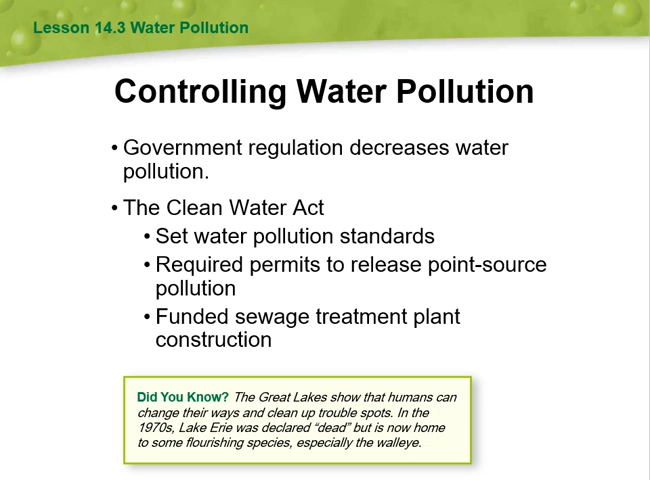 Lesson 14.3 Water Pollution
Controlling Water Pollution
• Government regulation decreases water
pollution.
• The Clean Water Act
• Set water pollution standards
• Required permits to release point-source
pollution
• Funded sewage treatment plant
construction
Did You Know? The Great Lakes show that humans can
change their ways and clean up trouble spots. In the
1970s, Lake Erie was declared “dead” but is now home
to some flourishing species, especially the walleye.